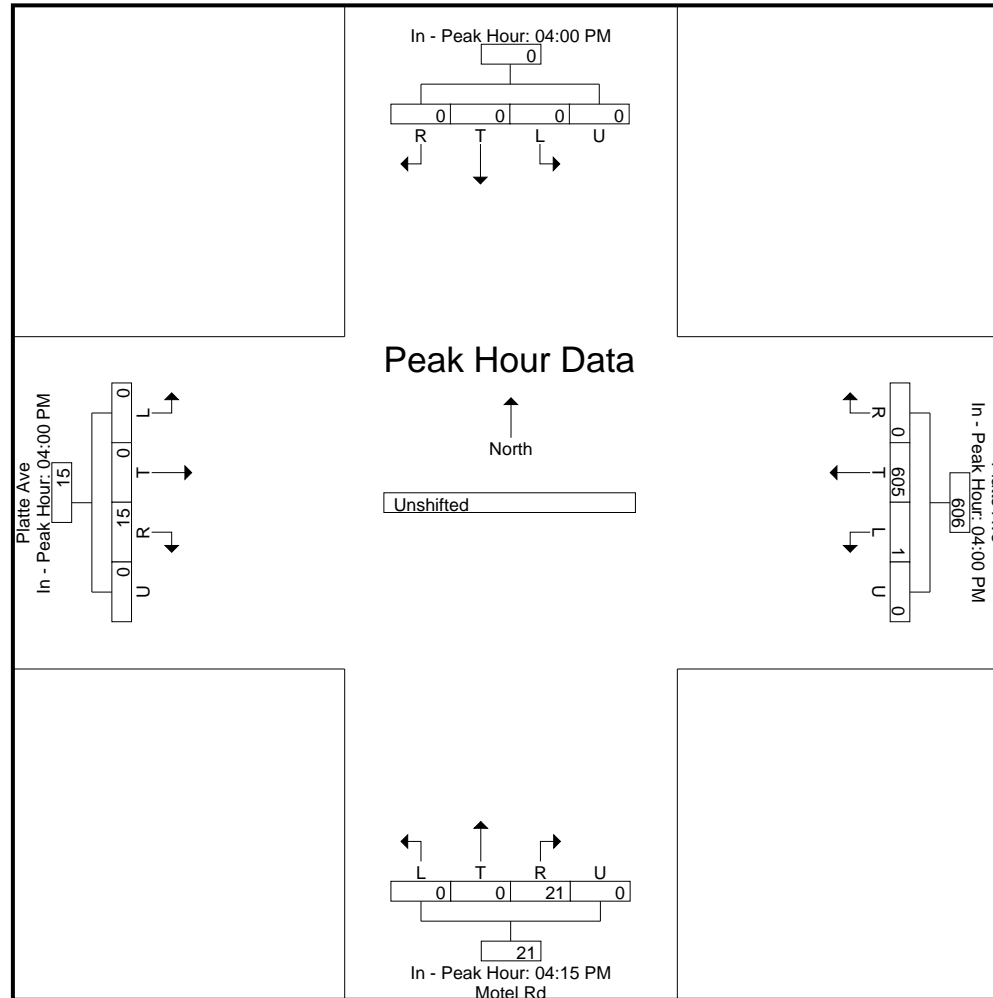 In - Peak Hour: 04:00 PM
0
0 0 0 0
R T L U
Peak Hour Data
North
Unshifted
Platte Ave
In - Peak Hour: 04:00 PM
15
0 0 15 0
L T R U
R T L U
0 605 1 0
606
In - Peak Hour: 04:00 PM
L T R U
0 0 21 0
21
In - Peak Hour: 04:15 PM
Motel Rd